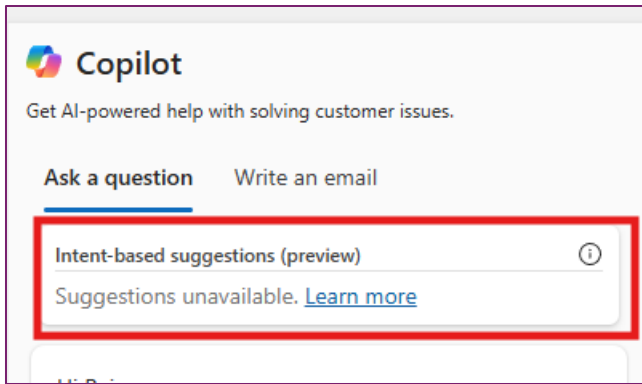 Copilot
Get AI-powered help with solving customer issues.
Ask a question Write an email
Intent-based suggestions (preview)
Suggestions unavailable. Learn more